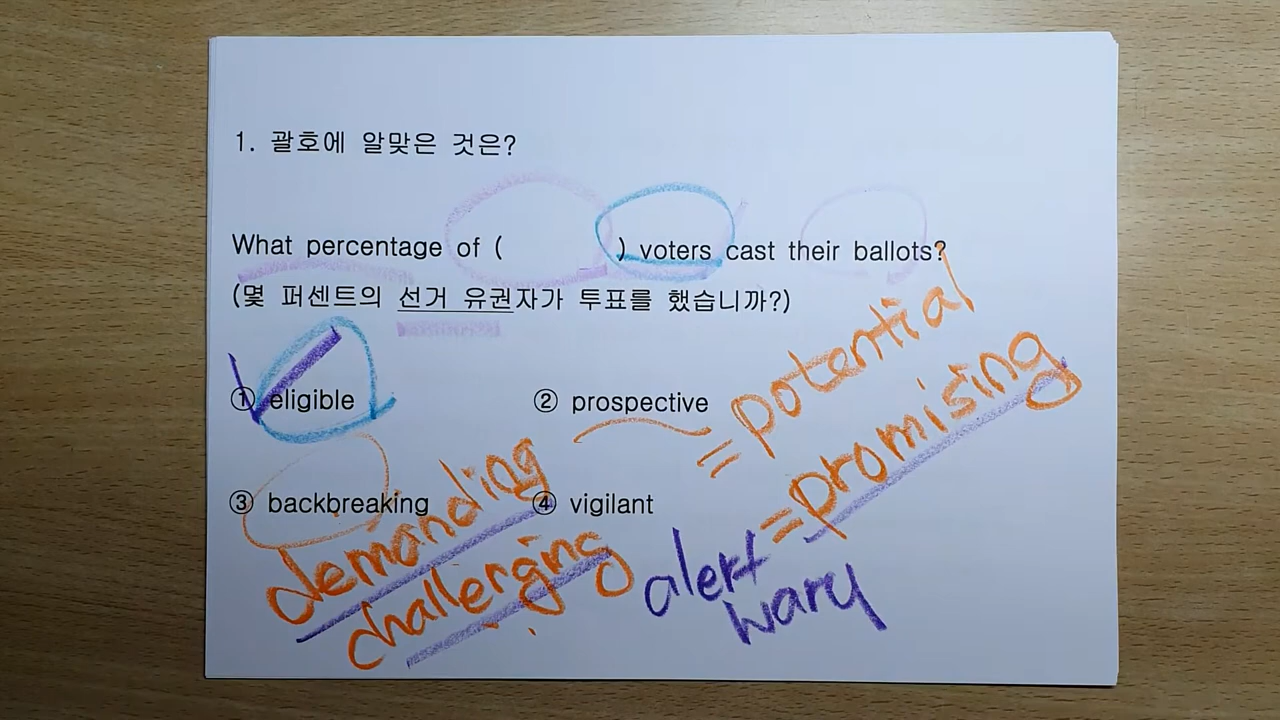 1. 괄호에 알맞은 것은?
What percentage of ( ) voters cast their ballots?
(몇 퍼센트의 선거 유권자가 투표를 했습니까?)
① eligible ② prospective
= potential
= promising
③ backbreaking ④ vigilant
demanding
challenging
alert
wary